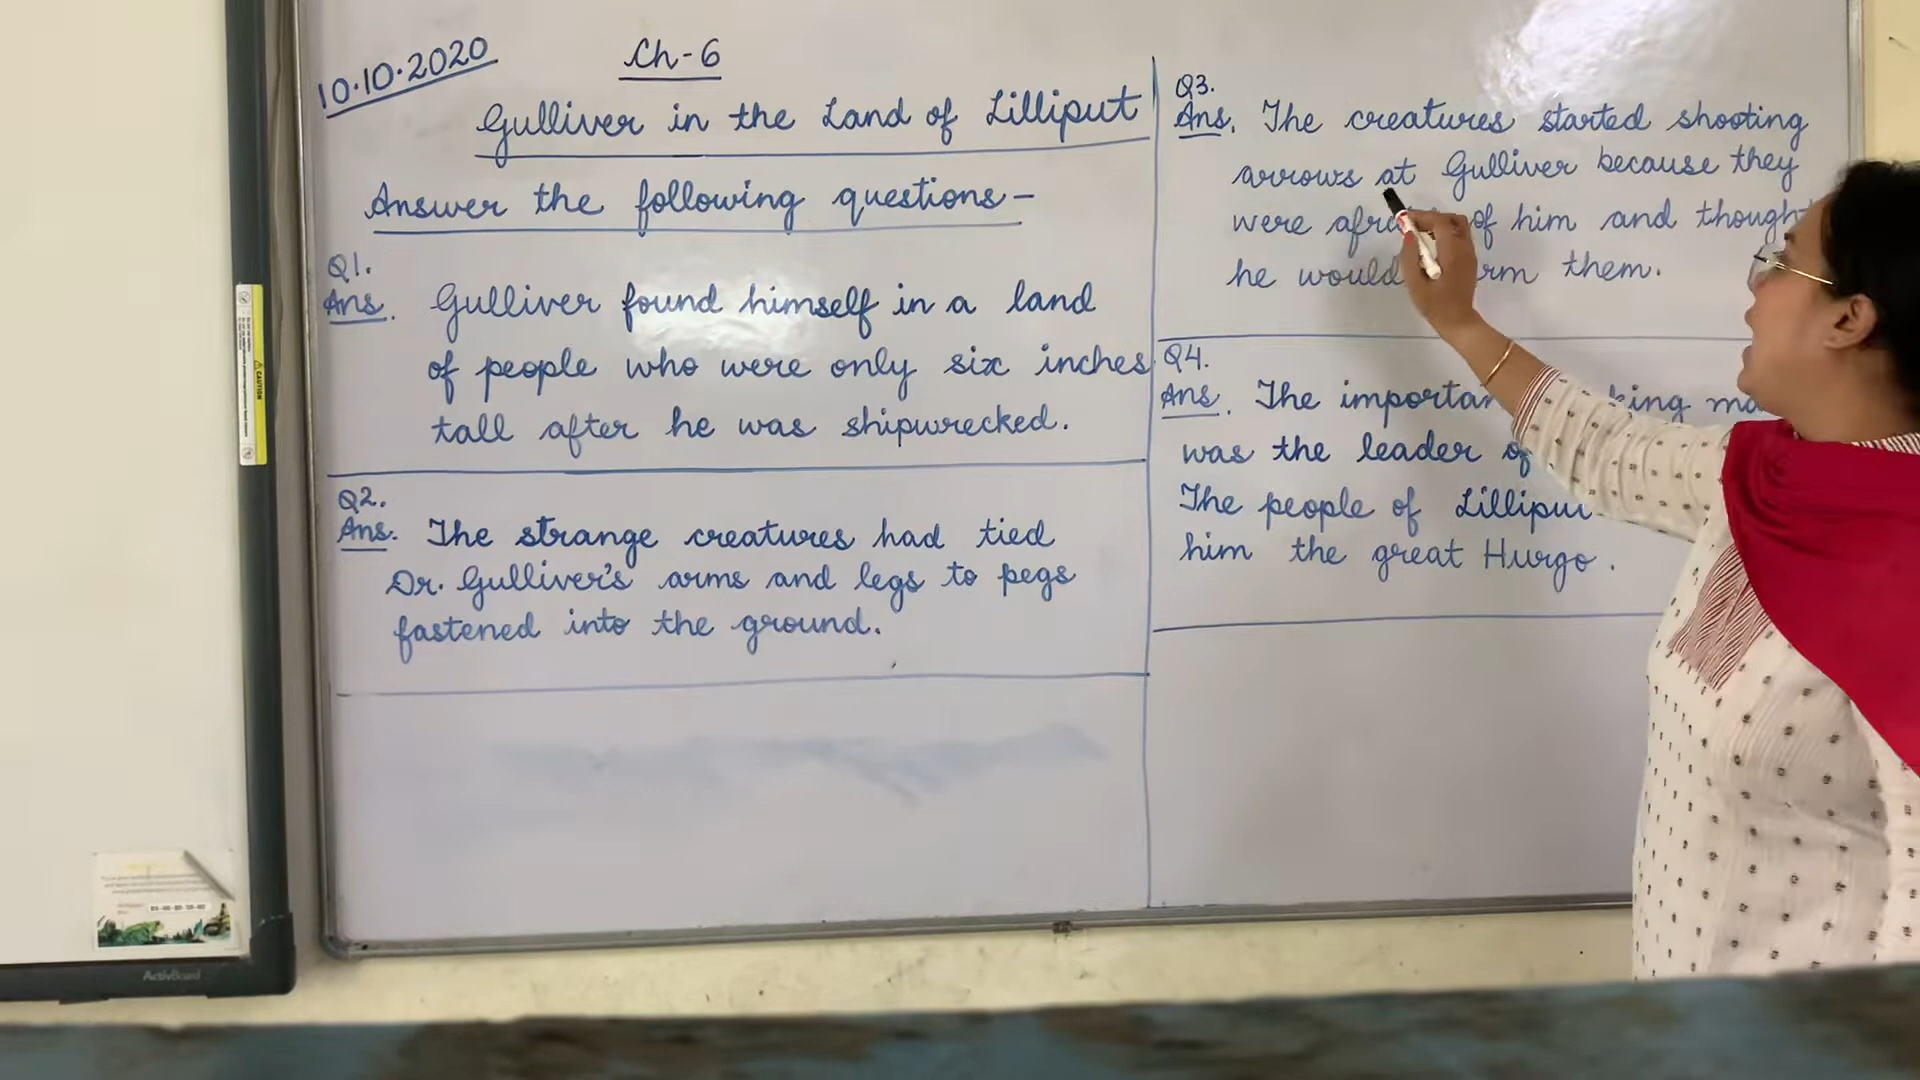 10.10.2020
Ch-6
Gulliver in the Land of Lilliput
Answer the following questions-
Q1.
Ans. Gulliver found himself in a land
of people who were only six inches
tall after he was shipwrecked.
Q2.
Ans. The strange creatures had tied
Dr. Gulliver's arms and legs to pegs
fastened into the ground.
Q3.
Ans. The creatures started shooting
arrows at Gulliver because they
were of him and thought
he would them.
Q4.
Ans. The
was the leader of
The people of
him the great Hurgo.
CAUTION
ActivBoard